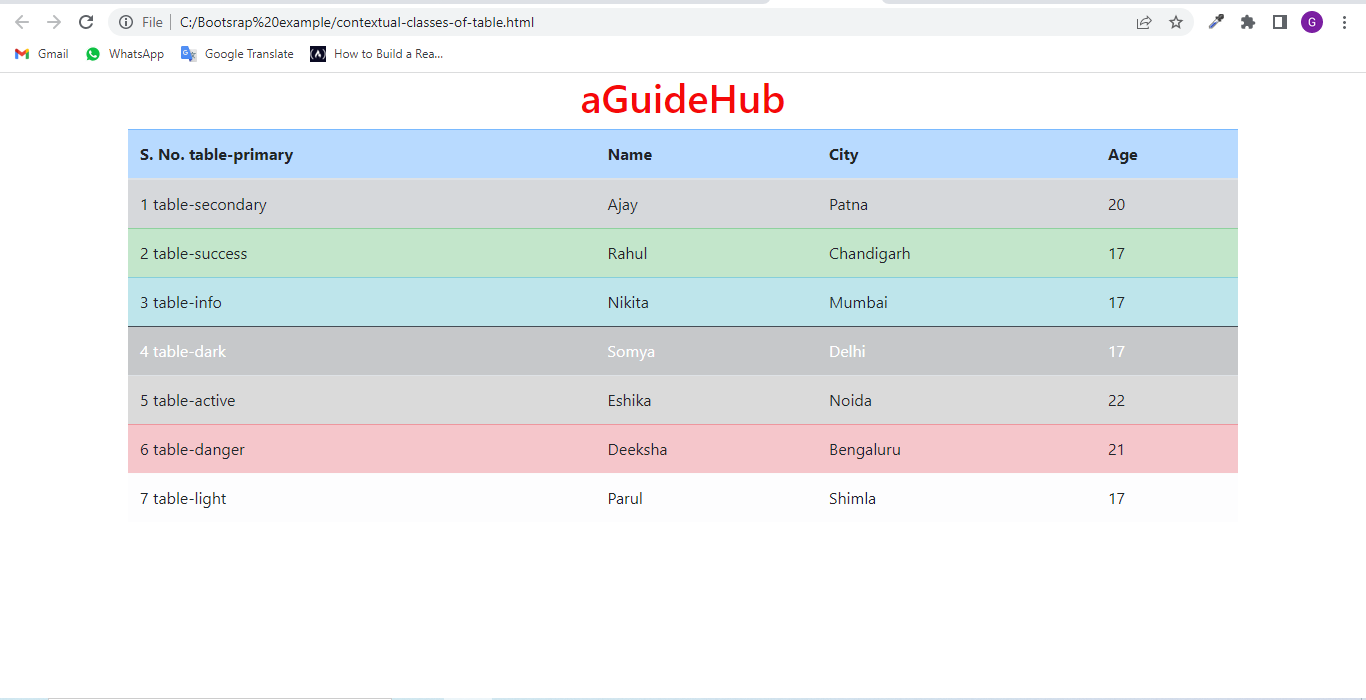 File C:/Bootsrap%20example/contextual-classes-of-table.html G
Gmail WhatsApp Google Translate How to Build a Rea...
aGuideHub
S. No. table-primary Name City Age
1 table-secondary Ajay Patna 20
2 table-success Rahul Chandigarh 17
3 table-info Nikita Mumbai 17
4 table-dark Somya Delhi 17
5 table-active Eshika Noida 22
6 table-danger Deeksha Bengaluru 21
7 table-light Parul Shimla 17